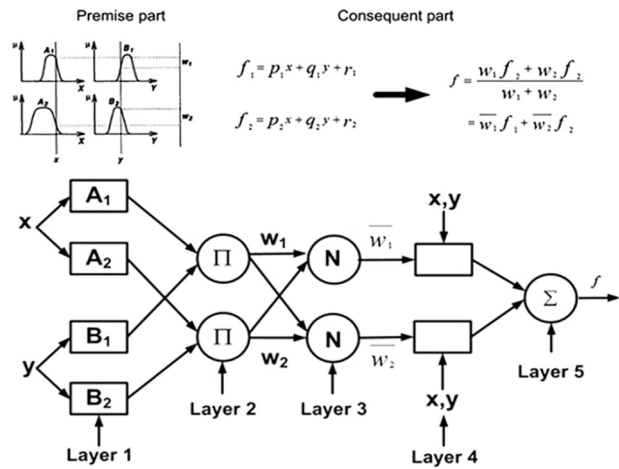 Premise part
Consequent part
μ A₁ X
μ B₁ Y
w₁
μ A₂ X
μ B₂ Y
w₂
x y
f₁ = p₁x + q₁y + r₁
f₂ = p₂x + q₂y + r₂
f = (w₁f₂ + w₂f₂) / (w₁ + w₂)
= w̅₁f₁ + w̅₂f₂
x
A₁
A₂
y
B₁
B₂
Π
Π
w₁
w₂
N
N
w̅₁
w̅₂
x,y
x,y
Σ
f
Layer 1
Layer 2
Layer 3
Layer 4
Layer 5